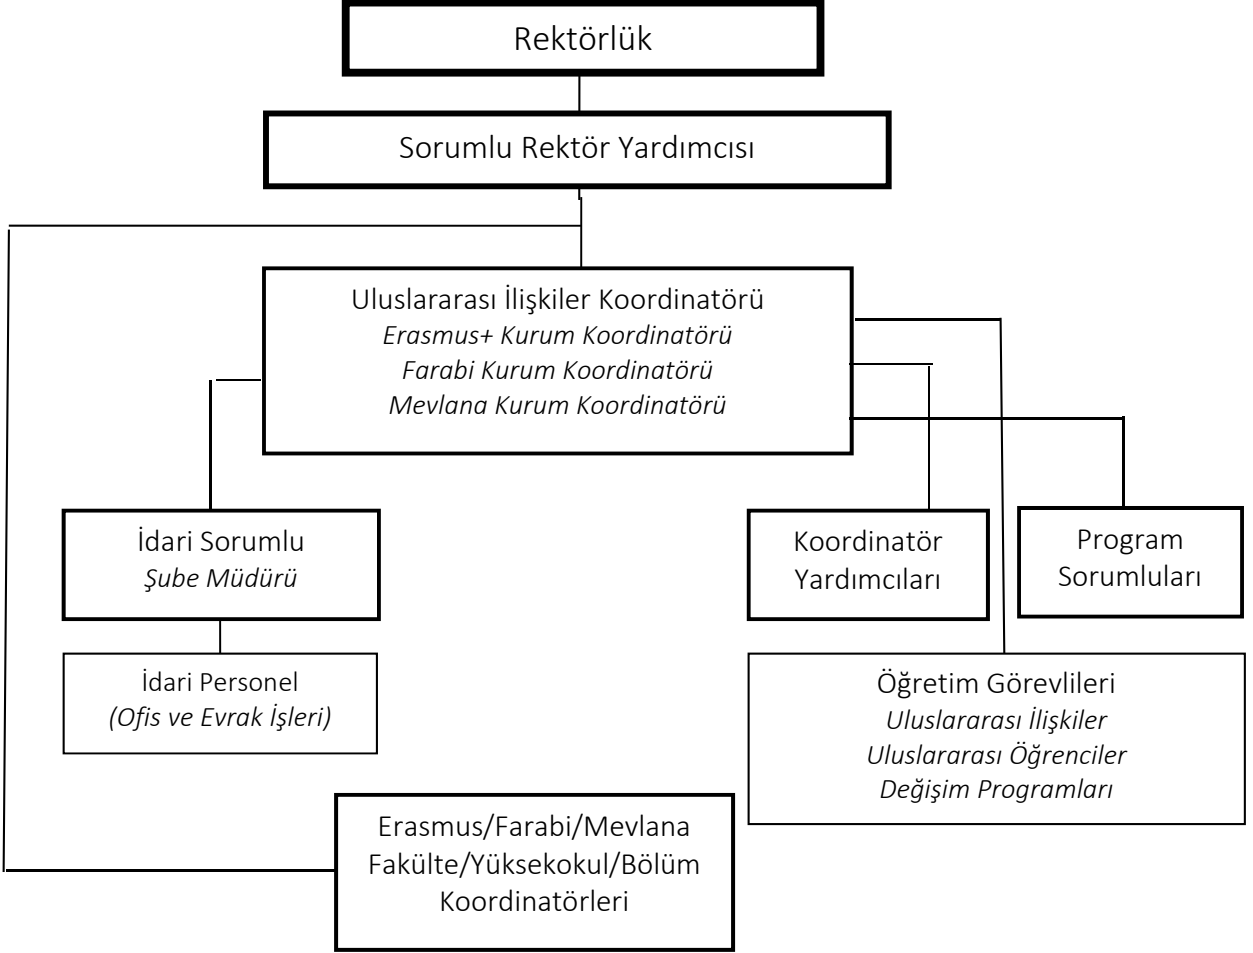 Rektörlük
Sorumlu Rektör Yardımcısı
Uluslararası İlişkiler Koordinatörü
Erasmus+ Kurum Koordinatörü
Farabi Kurum Koordinatörü
Mevlana Kurum Koordinatörü
İdari Sorumlu
Şube Müdürü
Koordinatör
Yardımcıları
Program
Sorumluları
İdari Personel
(Ofis ve Evrak İşleri)
Öğretim Görevlileri
Uluslararası İlişkiler
Uluslararası Öğrenciler
Değişim Programları
Erasmus/Farabi/Mevlana
Fakülte/Yüksekokul/Bölüm
Koordinatörleri